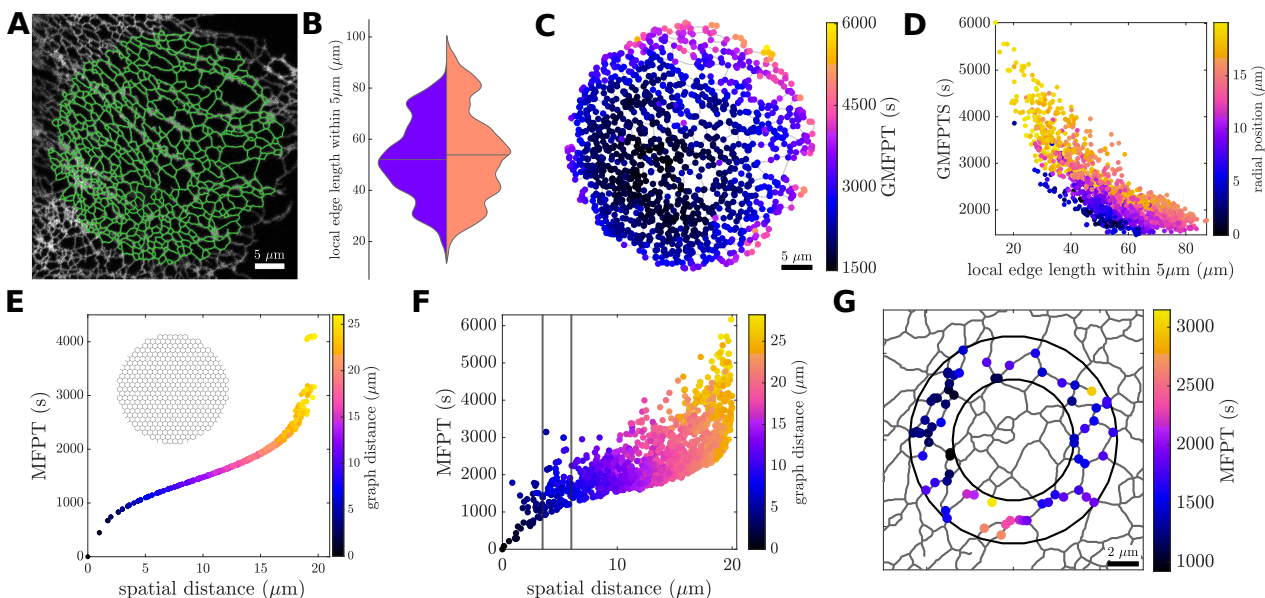 A
5 μm
B
local edge length within 5μm (μm)
100
80
60
40
20
C
5 μm
6000
4500
3000
1500
GMFPT (s)
D
GMFPTS (s)
6000
5000
4000
3000
2000
20
40
60
80
local edge length within 5μm (μm)
15
10
5
0
radial position (μm)
E
MFPT (s)
4000
3000
2000
1000
0
0
5
10
15
20
spatial distance (μm)
25
20
15
10
5
0
graph distance (μm)
F
MFPT (s)
6000
5000
4000
3000
2000
1000
0
0
10
20
spatial distance (μm)
25
20
15
10
5
0
graph distance (μm)
G
2 μm
3000
2500
2000
1500
1000
MFPT (s)